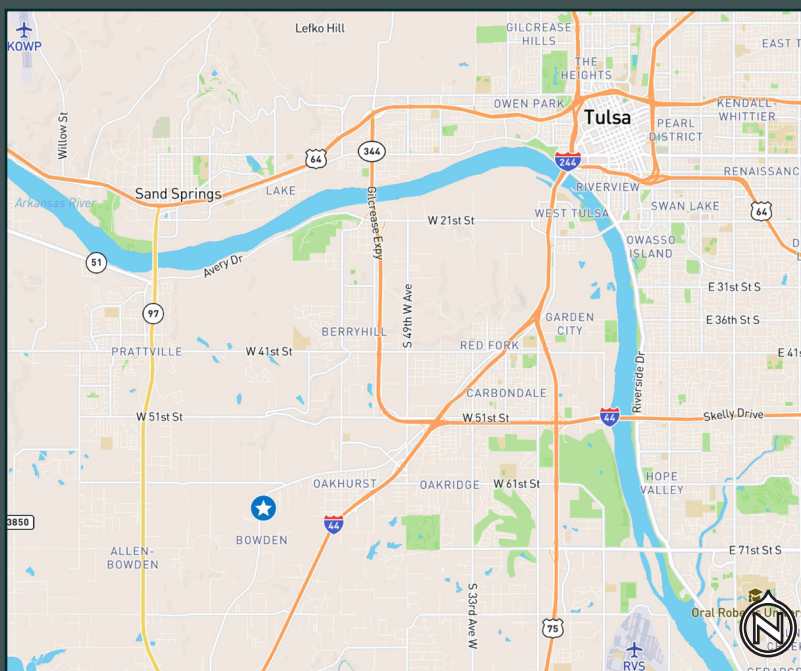 Lefko Hill
GILCREASE
HILLS
KOWP
EAST T
THE
HEIGHTS
OWEN PARK
KENDALL-
WHITTIER
Tulsa
PEARL
DISTRICT
Willow St
344
64
244
RENAISSANC
LAKE
Sand Springs
RIVERVIEW
Arkansas River
Gilcrease Expy
WEST TULSA
SWAN LAKE
64
W 21st St
OWASSO
ISLAND
51
Avery Dr
S 49th W Ave
E 31st St S
97
GARDEN
CITY
E 36th St S
BERRYHILL
RED FORK
PRATTVILLE
W 41st St
E 41s
Riverside Dr
CARBONDALE
W 51st St
W 51st St
44
Skelly Drive
HOPE
VALLEY
OAKHURST
OAKRIDGE
W 61st St
3850
44
BOWDEN
ALLEN-
BOWDEN
E 71st St S
S 33rd Ave W
Oral Roberts Univer
75
N
RVS